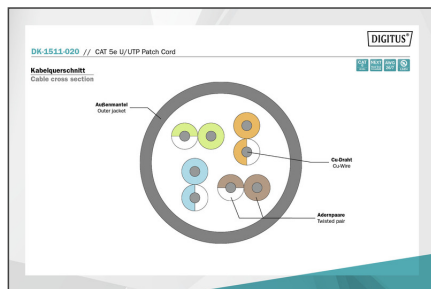 DIGITUS®
DK-1511-020 // CAT 5e U/UTP Patch Cord
Kabelquerschnitt
Cable cross section
Außenmantel
Outer jacket
Cu-Draht
Cu-Wire
Adernpaare
Twisted pair